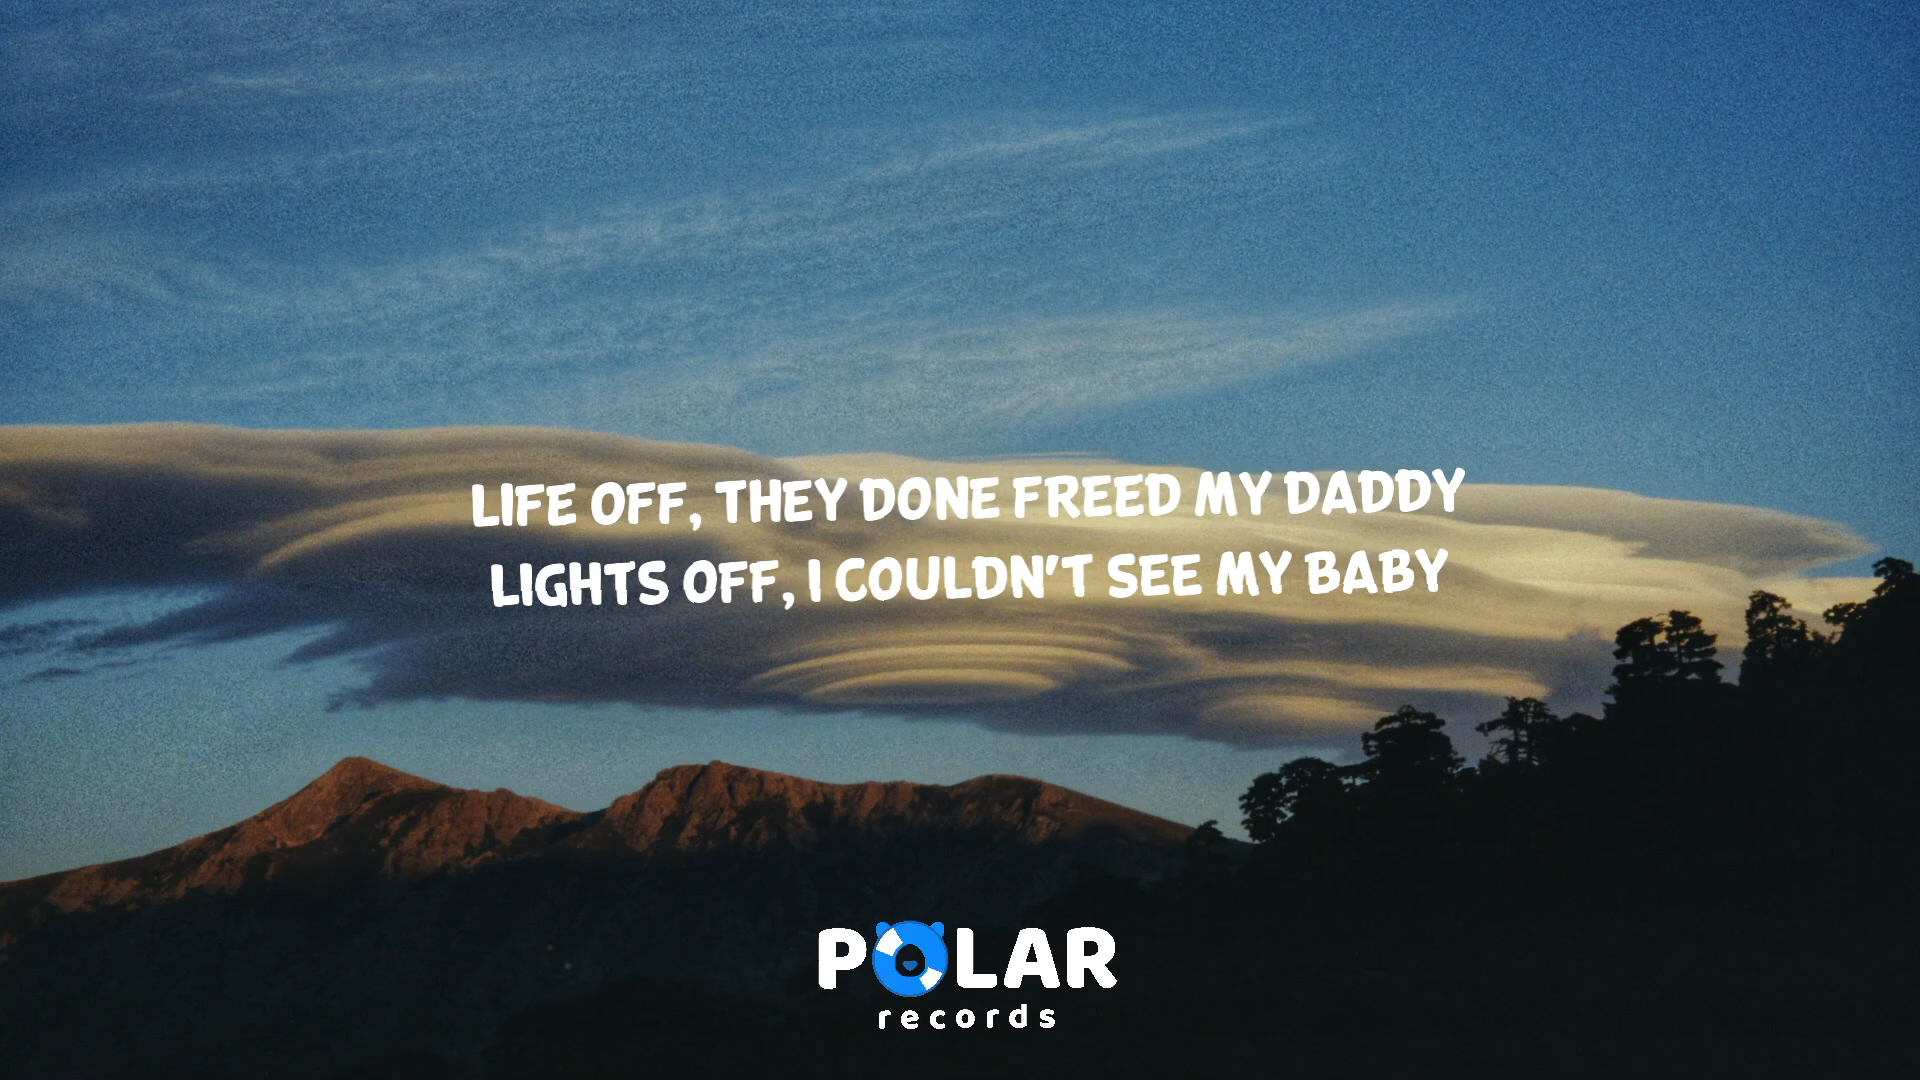 LIFE OFF, THEY DONE FREED MY DADDY
LIGHTS OFF, I COULDN'T SEE MY BABY
POLAR
records